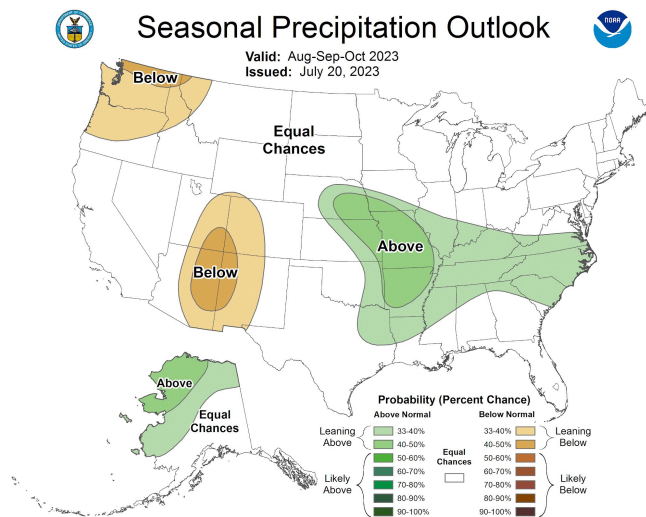 Seasonal Precipitation Outlook
NOAA
Valid: Aug-Sep-Oct 2023
Issued: July 20, 2023
Below
Equal
Chances
Above
Below
Above
Equal
Chances
Probability (Percent Chance)
Above Normal
Below Normal
Leaning
Above
33-40%
40-50%
Likely
Above
50-60%
60-70%
70-80%
80-90%
90-100%
Equal
Chances
33-40%
40-50%
Leaning
Below
50-60%
60-70%
70-80%
80-90%
90-100%
Likely
Below